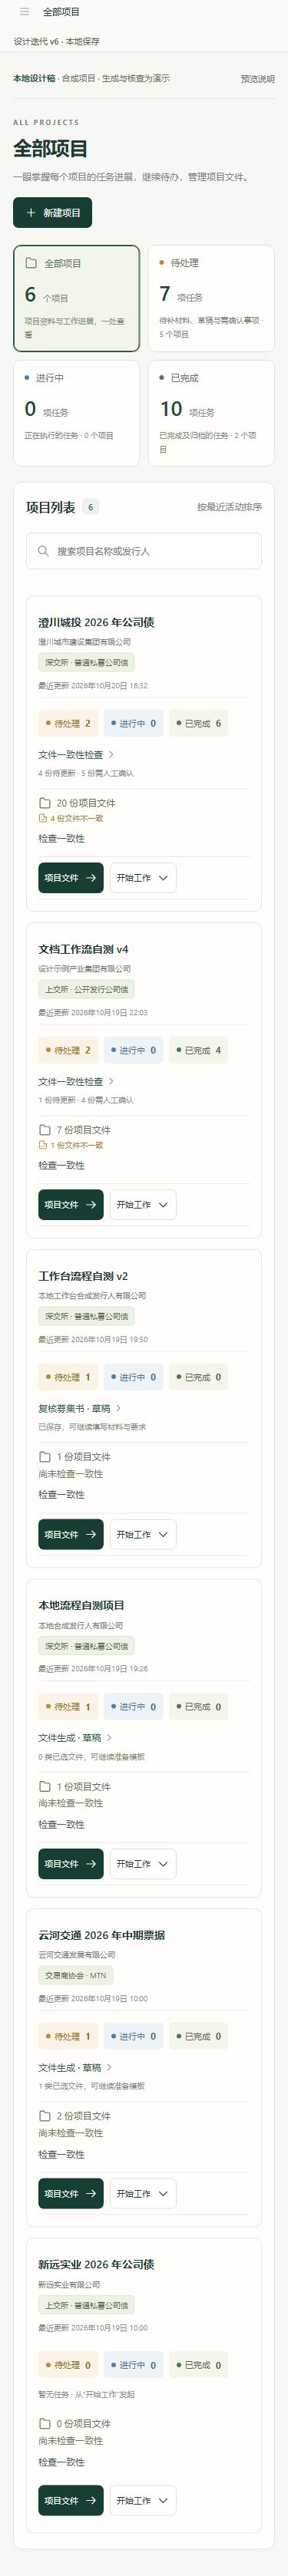 全部项目
设计迭代 v6 · 本地保存
本地设计稿 · 合成项目 · 生成与核查为演示
预览说明
ALL PROJECTS
全部项目
一眼掌握每个项目的任务进展，继续待办，管理项目文件。
新建项目
全部项目
6 个项目
项目资料与工作进展，一处查
看
待处理
7 项任务
待补材料、草稿与需确认事项 ·
5 个项目
进行中
0 项任务
正在执行的任务 · 0 个项目
已完成
10 项任务
已完成及归档的任务 · 2 个项
目
项目列表 6
按最近活动排序
搜索项目名称或发行人
澄川城投 2026 年公司债
澄川城市建设集团有限公司
深交所 · 普通私募公司债
最近更新 2026年10月20日 16:32
待处理 2 进行中 0 已完成 6
文件一致性检查
4 份待更新 · 5 份需人工确认
20 份项目文件
4 份文件不一致
检查一致性
项目文件 开始工作
文档工作流自测 v4
设计示例产业集团有限公司
上交所 · 公开发行公司债
最近更新 2026年10月19日 22:03
待处理 2 进行中 0 已完成 4
文件一致性检查
1 份待更新 · 4 份需人工确认
7 份项目文件
1 份文件不一致
检查一致性
项目文件 开始工作
工作台流程自测 v2
本地工作台合成发行人有限公司
深交所 · 普通私募公司债
最近更新 2026年10月19日 19:50
待处理 1 进行中 0 已完成 0
复核募集书 · 草稿
已保存，可继续填写材料与要求
1 份项目文件
尚未检查一致性
检查一致性
项目文件 开始工作
本地流程自测项目
本地合成发行人有限公司
深交所 · 普通私募公司债
最近更新 2026年10月19日 19:26
待处理 1 进行中 0 已完成 0
文件生成 · 草稿
0 类已选文件，可继续准备模板
1 份项目文件
尚未检查一致性
检查一致性
项目文件 开始工作
云河交通 2026 年中期票据
云河交通发展有限公司
交易商协会 · MTN
最近更新 2026年10月19日 10:00
待处理 1 进行中 0 已完成 0
文件生成 · 草稿
1 类已选文件，可继续准备模板
2 份项目文件
尚未检查一致性
检查一致性
项目文件 开始工作
新远实业 2026 年公司债
新远实业有限公司
上交所 · 普通私募公司债
最近更新 2026年10月19日 10:00
待处理 0 进行中 0 已完成 0
暂无任务 · 从“开始工作”发起
0 份项目文件
尚未检查一致性
检查一致性
项目文件 开始工作